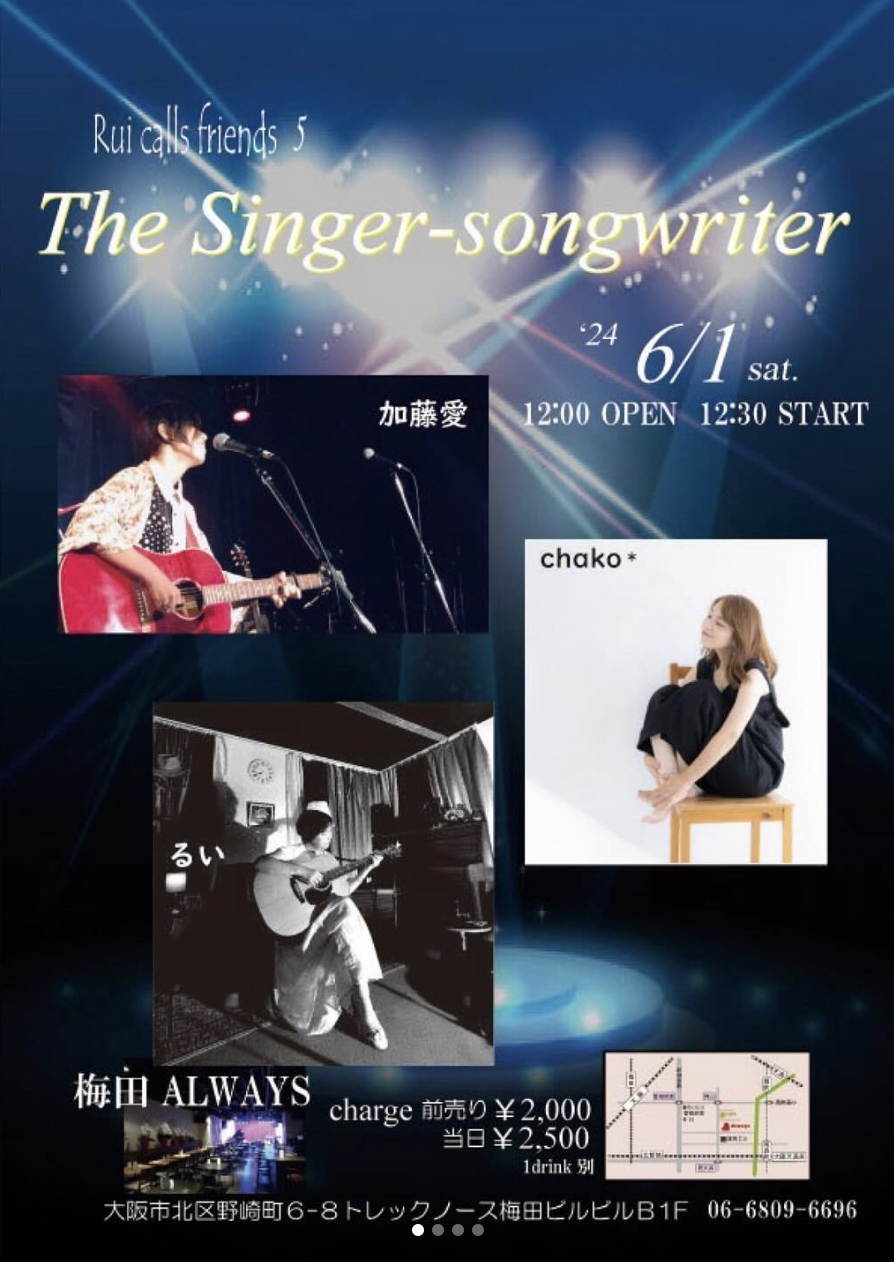 Rui calls friends 5
The Singer-songwriter
‘24 6/1 sat.
12:00 OPEN 12:30 START
加藤愛
chako*
るい
梅田 ALWAYS
charge 前売り ¥2,000
当日 ¥2,500
1drink 別
大阪市北区野崎町6-8トレックノース梅田ビルビルB1F 06-6809-6696